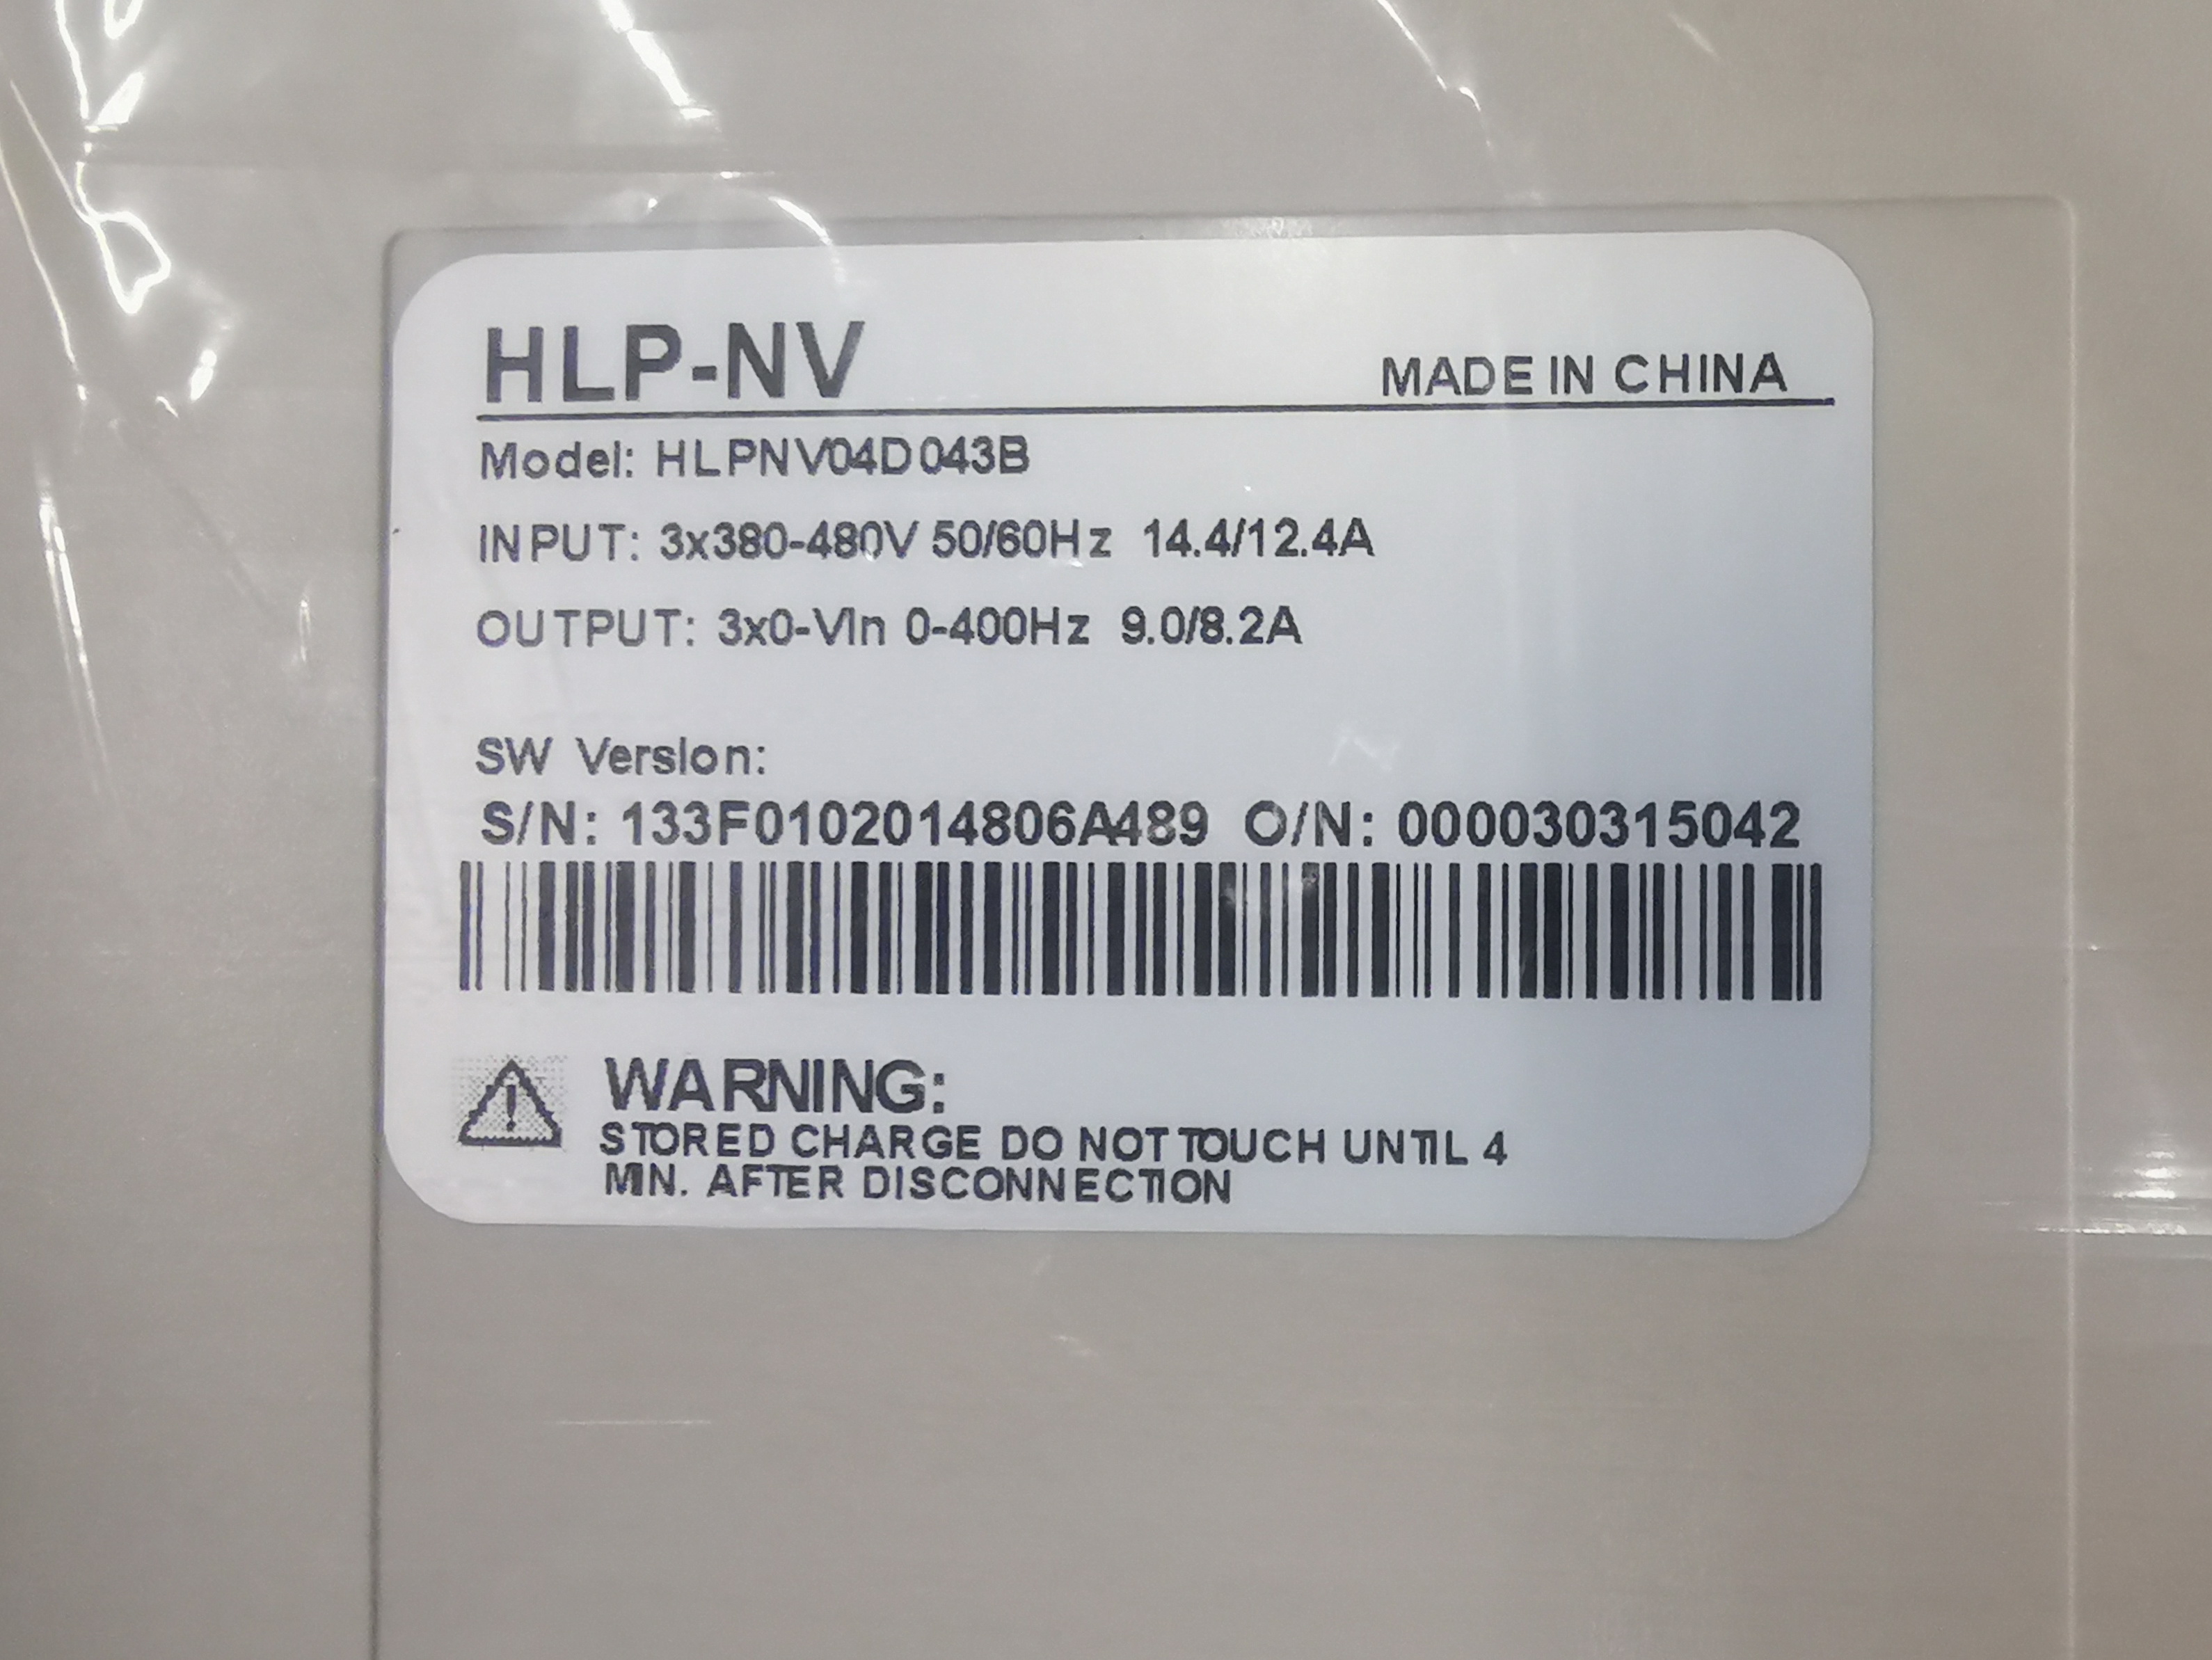 HLP-NV
MADE IN CHINA
Model: HLPNV04D043B
INPUT: 3x380-480V 50/60Hz 14.4/12.4A
OUTPUT: 3x0-VIn 0-400Hz 9.0/8.2A
SW Version:
S/N: 133F0102014806A489 O/N: 000030315042
WARNING:
STORED CHARGE DO NOT TOUCH UNTIL 4
MIN. AFTER DISCONNECTION